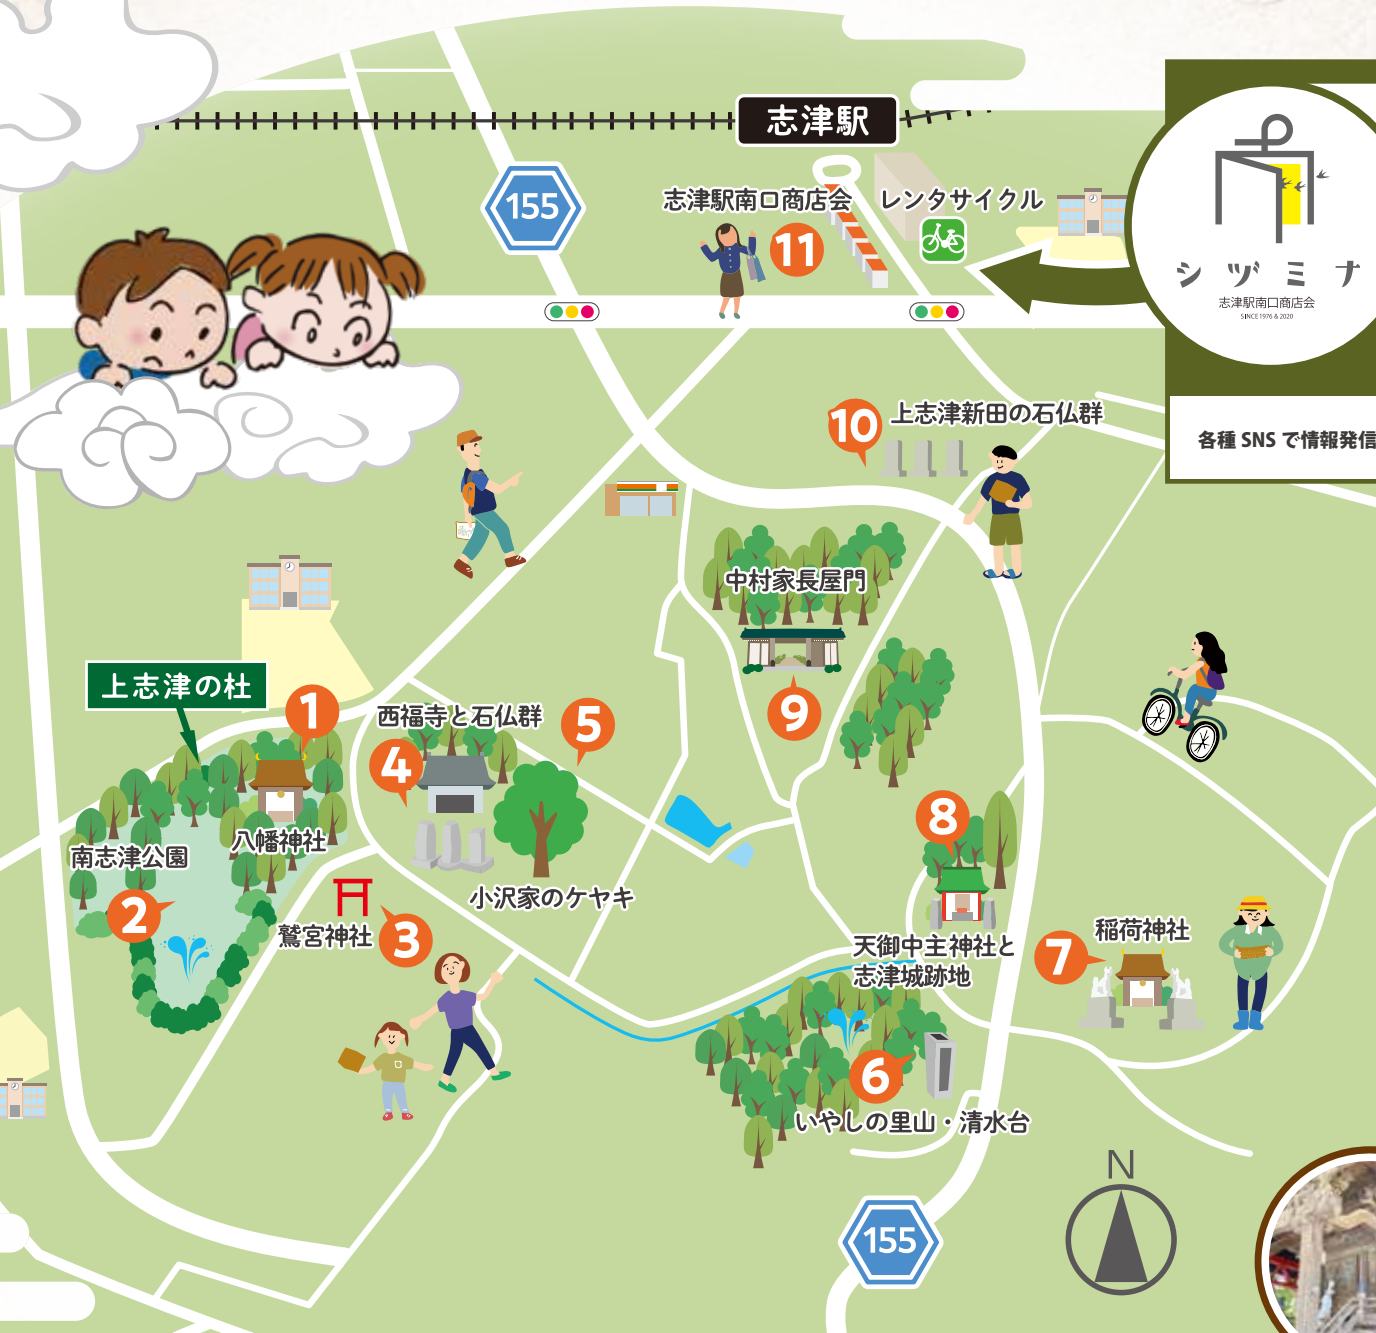 志津駅
155
志津駅南口商店会
レンタサイクル
11
シヅミナ
志津駅南口商店会
SINCE 1976 & 2020
各種 SNS で情報発信
10
上志津新田の石仏群
中村家長屋門
9
上志津の杜
1
西福寺と石仏群
5
4
8
八幡神社
南志津公園
2
小沢家のケヤキ
鷲宮神社
3
天御中主神社と
志津城跡地
7
稲荷神社
6
いやしの里山・清水台
N
155